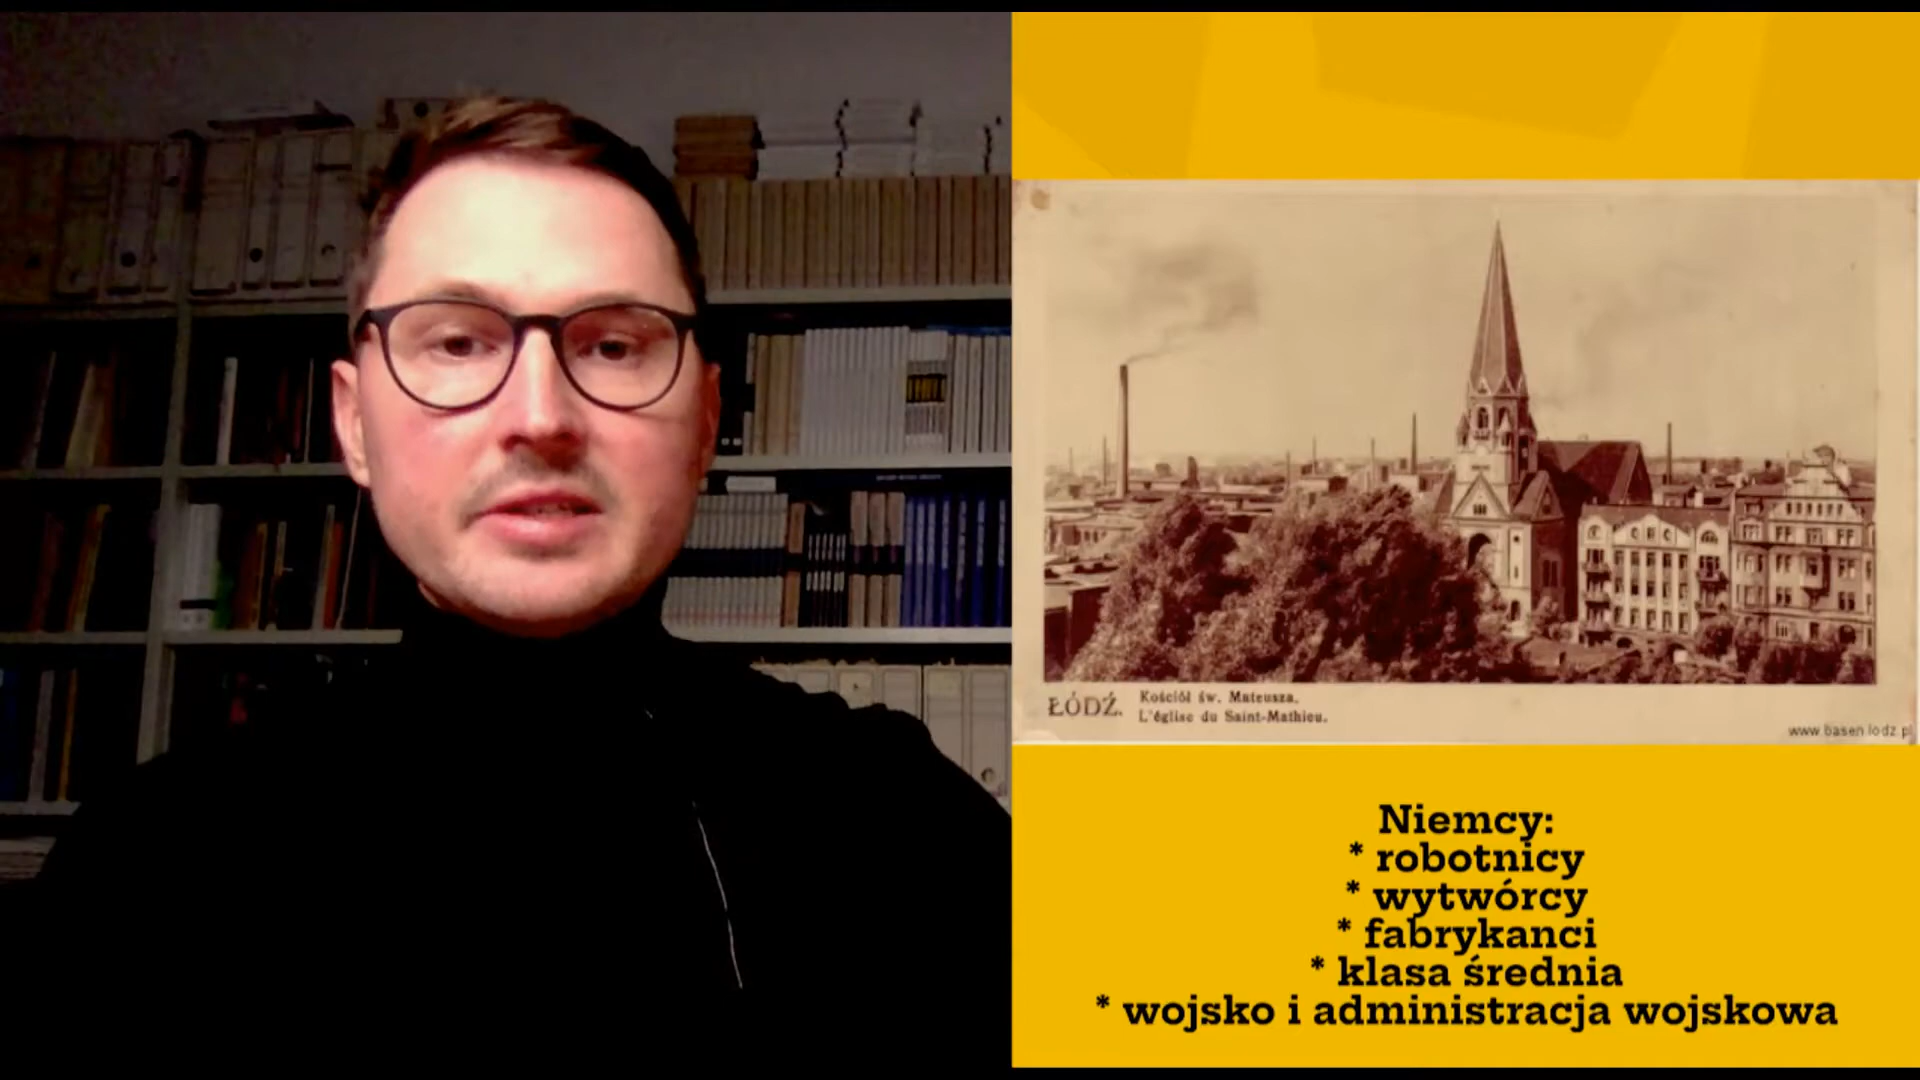 ŁÓDŹ. Kościół św. Mateusza.
L'église du Saint-Mathieu.
www.basen.lodz.pl
Niemcy:
* robotnicy
* wytwórcy
* fabrykanci
* klasa średnia
* wojsko i administracja wojskowa